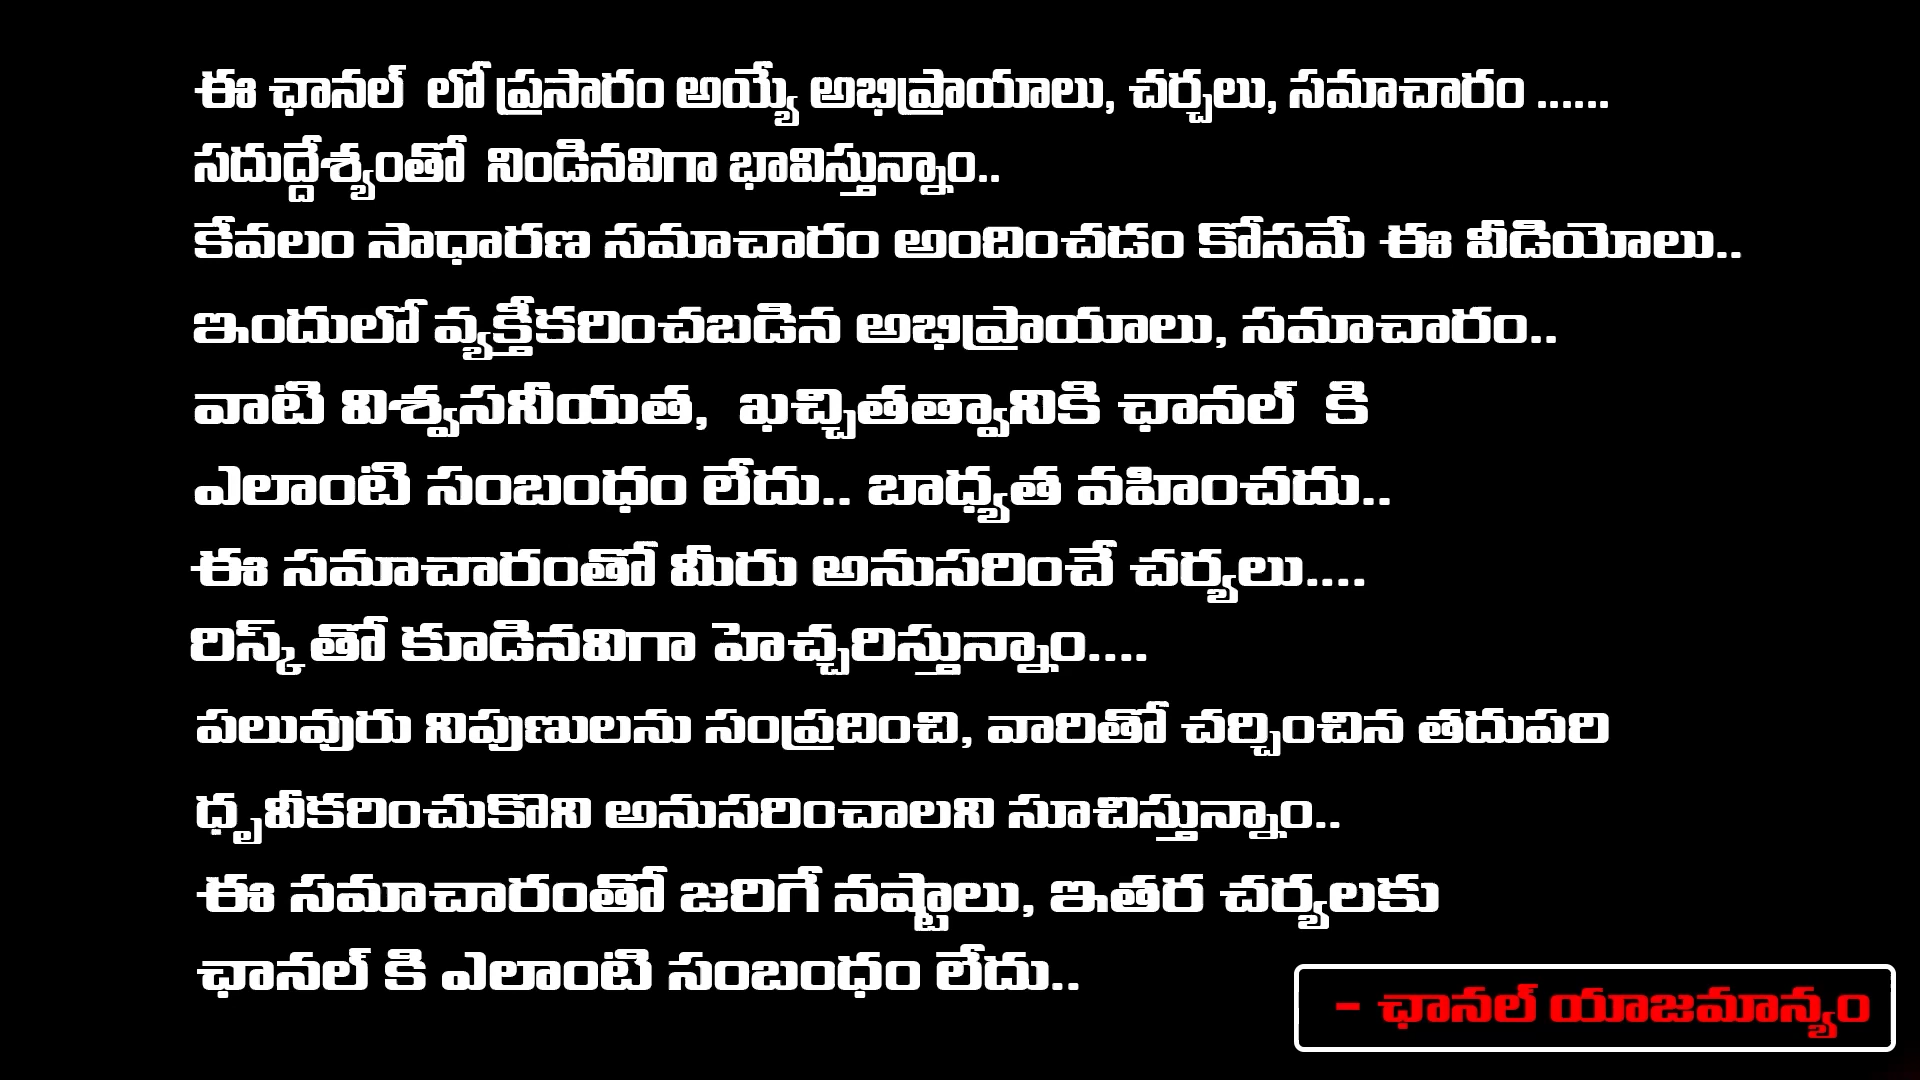 ఈ ఛానల్ లో ప్రసారం అయ్యే అభిప్రాయాలు, చర్చలు, సమాచారం ......
సదుద్దేశ్యంతో నిండినవిగా భావిస్తున్నాం..
కేవలం సాధారణ సమాచారం అందించడం కోసమే ఈ వీడియోలు..
ఇందులో వ్యక్తీకరించబడిన అభిప్రాయాలు, సమాచారం..
వాటి విశ్వసనీయత, ఖచ్చితత్వానికి ఛానల్ కి
ఎలాంటి సంబంధం లేదు.. బాధ్యత వహించదు..
ఈ సమాచారంతో మీరు అనుసరించే చర్యలు....
రిస్క్ తో కూడినవిగా హెచ్చరిస్తున్నాం....
పలువురు నిపుణులను సంప్రదించి, వారితో చర్చించిన తదుపరి
ధృవీకరించుకొని అనుసరించాలని సూచిస్తున్నాం..
ఈ సమాచారంతో జరిగే నష్టాలు, ఇతర చర్యలకు
ఛానల్ కి ఎలాంటి సంబంధం లేదు..
- ఛానల్ యాజమాన్యం